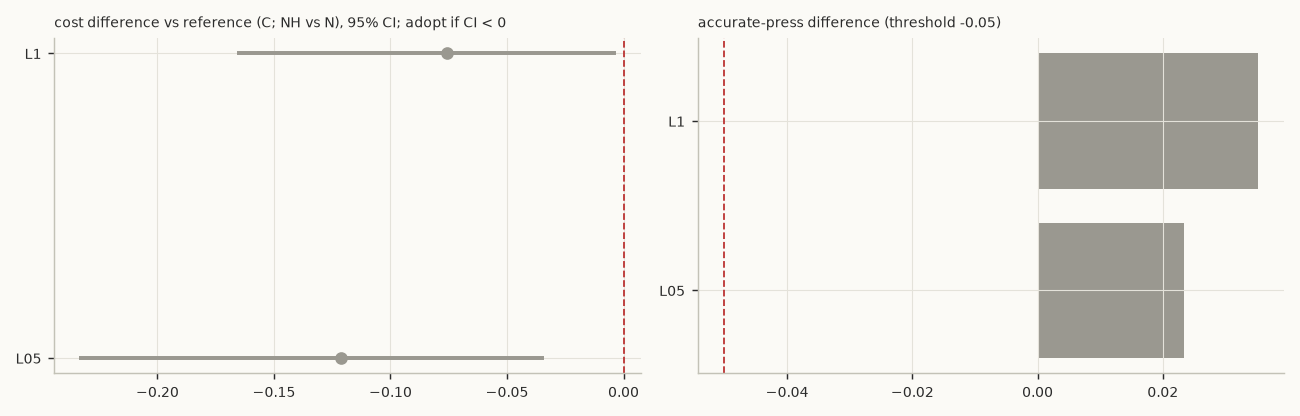 cost difference vs reference (C; NH vs N), 95% CI; adopt if CI < 0
L1
L05
−0.20 −0.15 −0.10 −0.05 0.00
accurate-press difference (threshold -0.05)
L1
L05
−0.04 −0.02 0.00 0.02